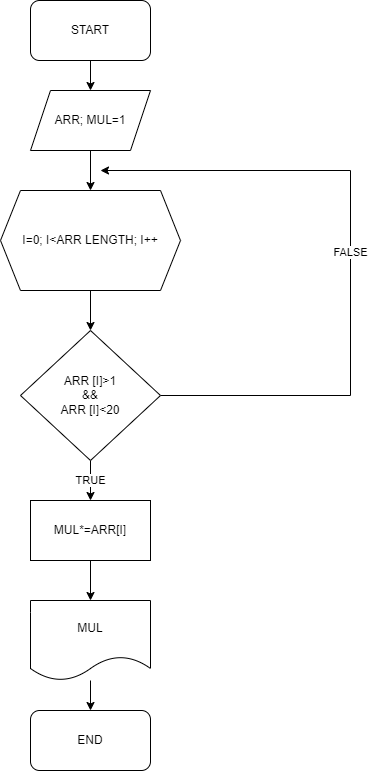 START
ARR; MUL=1
I=0; I<ARR LENGTH; I++
FALSE
ARR [I]>1
&&
ARR [I]<20
TRUE
MUL*=ARR[I]
MUL
END